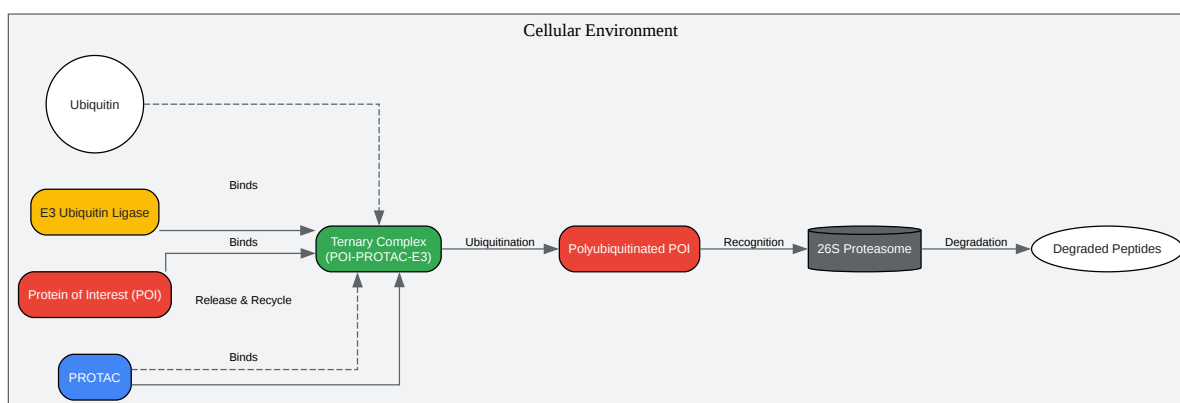 Cellular Environment
Ubiquitin
Binds
E3 Ubiquitin Ligase
Binds
Ternary Complex
(POI-PROTAC-E3)
Ubiquitination
Polyubiquitinated POI
Recognition
26S Proteasome
Degradation
Degraded Peptides
Protein of Interest (POI)
Release & Recycle
Binds
PROTAC